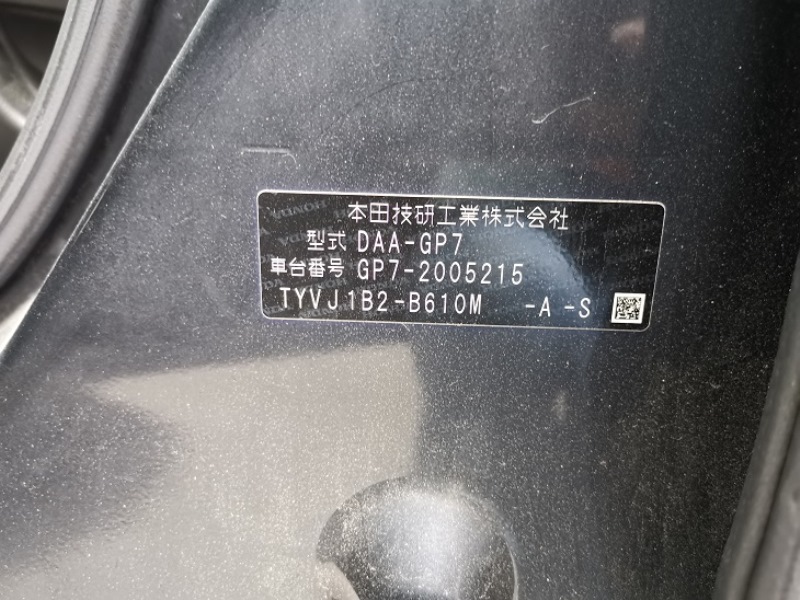 本田技研工業株式会社
型式 DAA-GP7
車台番号 GP7-2005215
TYVJ1B2-B610M -A -S